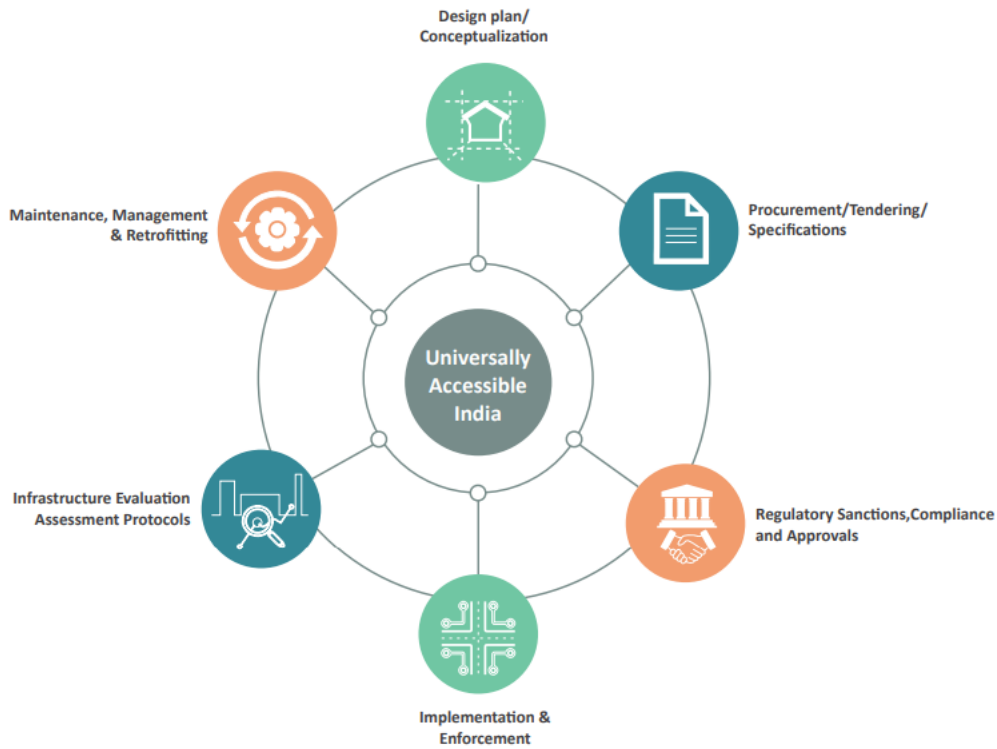 Design plan/
Conceptualization
Procurement/Tendering/
Specifications
Regulatory Sanctions,Compliance
and Approvals
Implementation &
Enforcement
Infrastructure Evaluation
Assessment Protocols
Maintenance, Management
& Retrofitting
Universally
Accessible
India